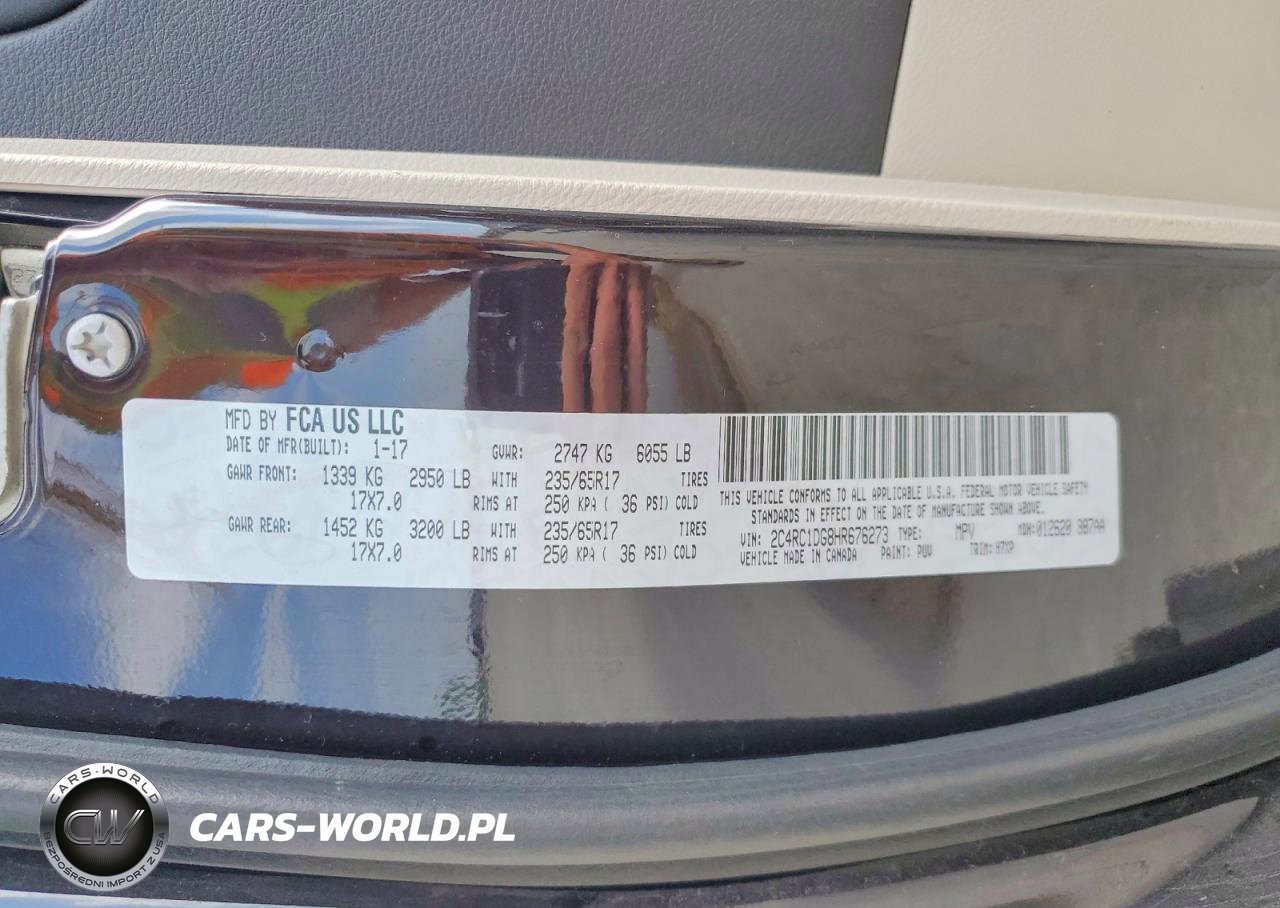 MFD BY FCA US LLC
DATE OF MFR(BUILT): 1-17 GVWR: 2747 KG 6055 LB
GAWR FRONT: 1339 KG 2950 LB WITH 235/65R17 TIRES
17X7.0 RIMS AT 250 KPA ( 36 PSI) COLD
GAWR REAR: 1452 KG 3200 LB WITH 235/65R17 TIRES
17X7.0 RIMS AT 250 KPA ( 36 PSI) COLD
THIS VEHICLE CONFORMS TO ALL APPLICABLE U.S.A. FEDERAL MOTOR VEHICLE SAFETY
STANDARDS IN EFFECT ON THE DATE OF MANUFACTURE SHOWN ABOVE.
VIN: 2C4RC1DG8HR676273 TYPE: MPV MDH:012620 987AA
VEHICLE MADE IN CANADA PAINT: PUV TRIM: H7XP
CARS-WORLD
CW
BEZPOŚREDNI IMPORT Z USA
CARS-WORLD.PL